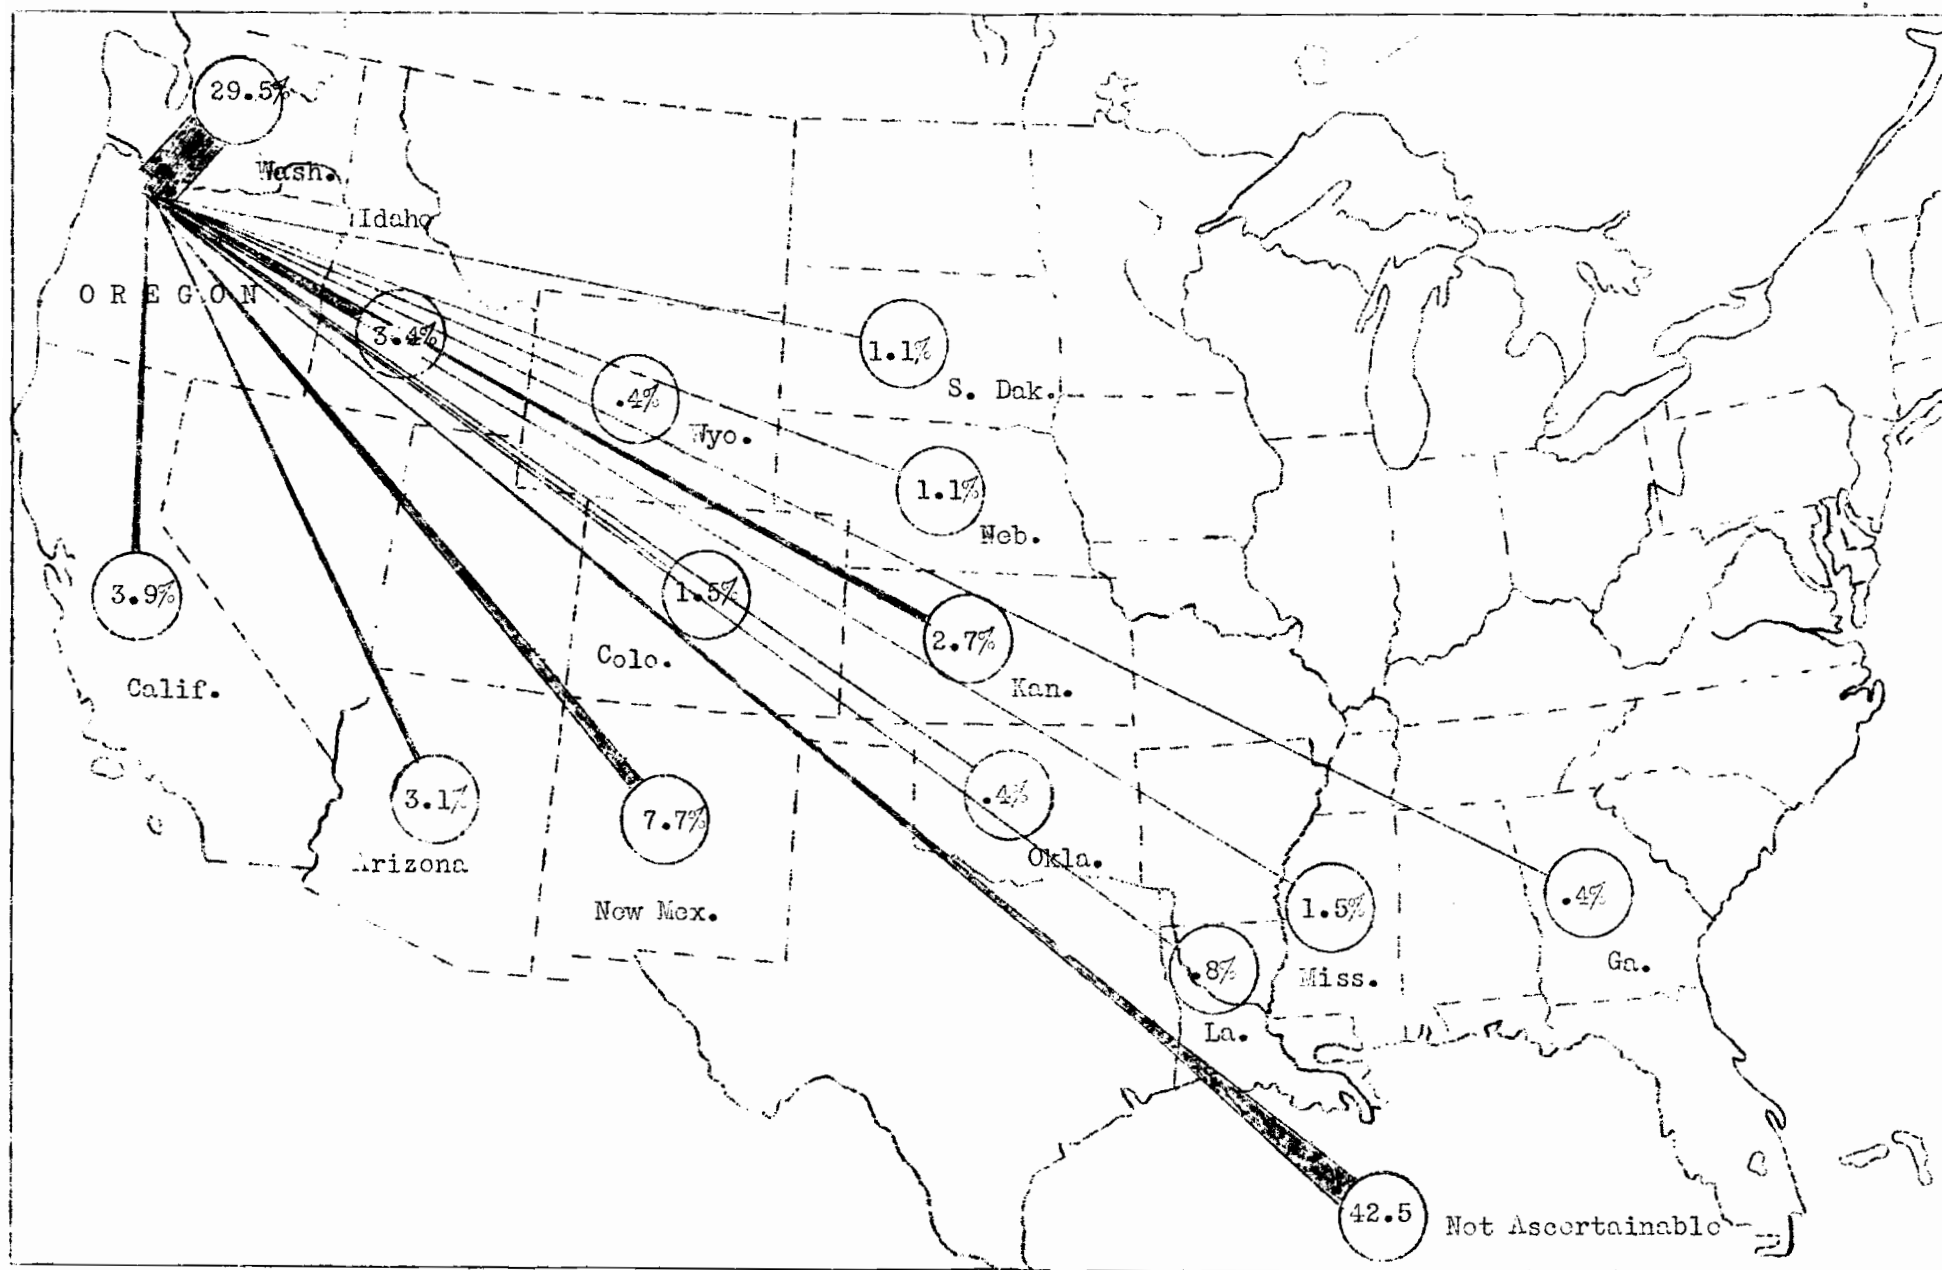 29.5%
Wash.
Idaho
OREGON
3.4%
1.1%
S. Dak.
.4%
Wyo.
1.1%
Neb.
3.9%
Calif.
1.5%
Colo.
2.7%
Kan.
3.1%
Arizona
7.7%
New Mex.
.4%
Okla.
.8%
La.
1.5%
Miss.
.4%
Ga.
42.5 Not Ascertainable